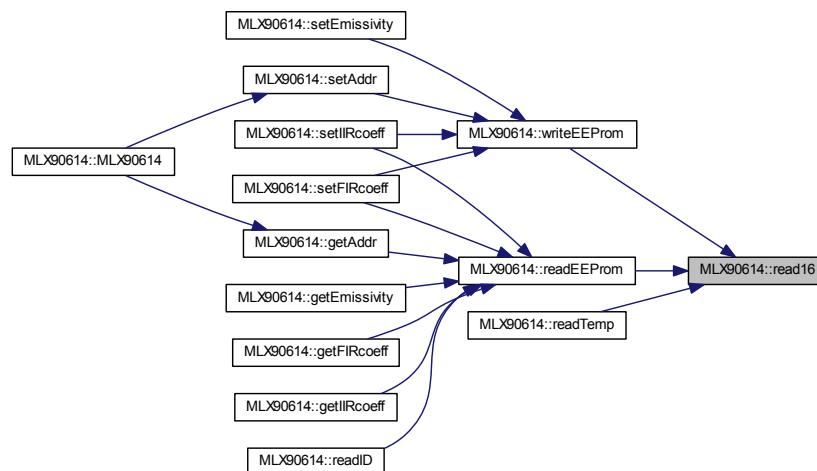 MLX90614::setEmissivity
MLX90614::setAddr
MLX90614::setIIRcoeff
MLX90614::writeEEProm
MLX90614::MLX90614
MLX90614::setFIRcoeff
MLX90614::getAddr
MLX90614::readEEProm
MLX90614::read16
MLX90614::getEmissivity
MLX90614::readTemp
MLX90614::getFIRcoeff
MLX90614::getIIRcoeff
MLX90614::readID